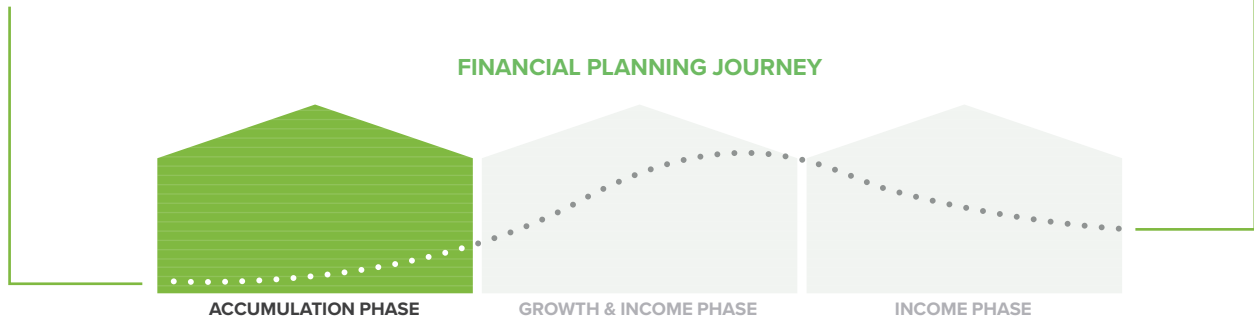 FINANCIAL PLANNING JOURNEY
ACCUMULATION PHASE
GROWTH & INCOME PHASE
INCOME PHASE